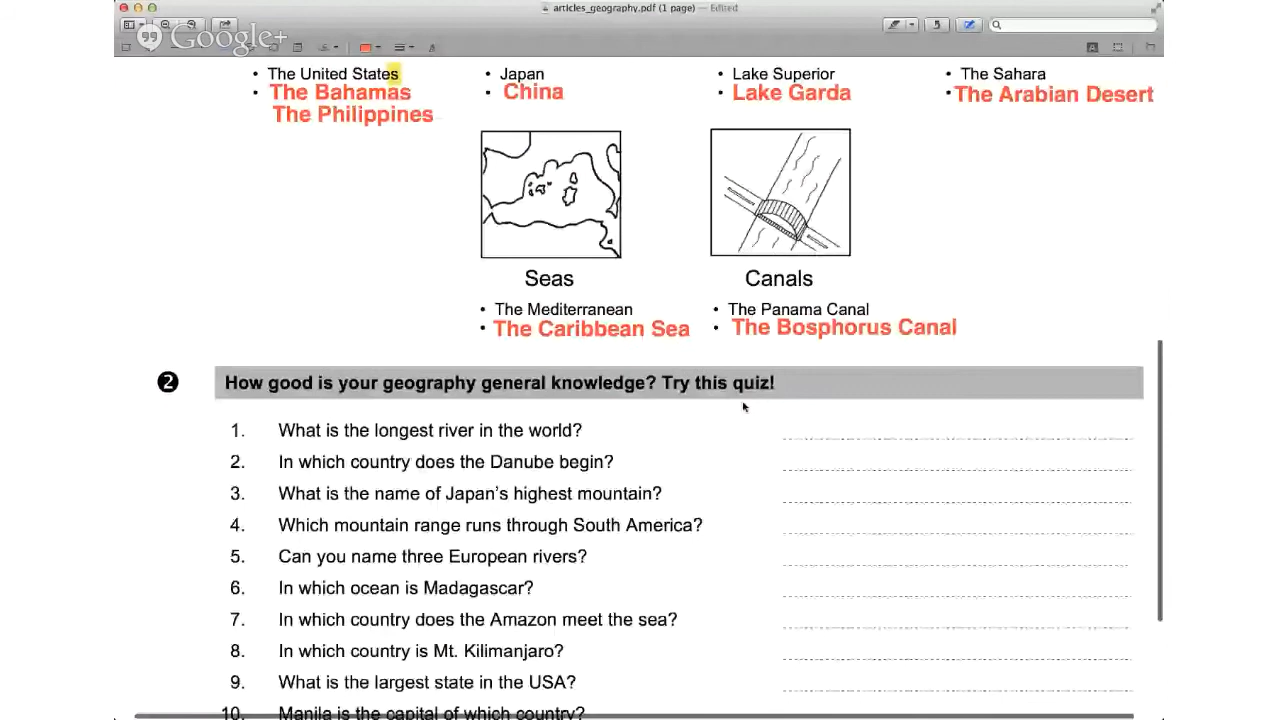 articles_geography.pdf (1 page) — Edited
Google+
• The United States
• The Bahamas
The Philippines
• Japan
• China
• Lake Superior
• Lake Garda
• The Sahara
• The Arabian Desert
Seas
• The Mediterranean
• The Caribbean Sea
Canals
• The Panama Canal
• The Bosphorus Canal
2 How good is your geography general knowledge? Try this quiz!
1. What is the longest river in the world?
2. In which country does the Danube begin?
3. What is the name of Japan's highest mountain?
4. Which mountain range runs through South America?
5. Can you name three European rivers?
6. In which ocean is Madagascar?
7. In which country does the Amazon meet the sea?
8. In which country is Mt. Kilimanjaro?
9. What is the largest state in the USA?
10. Manila is the capital of which country?